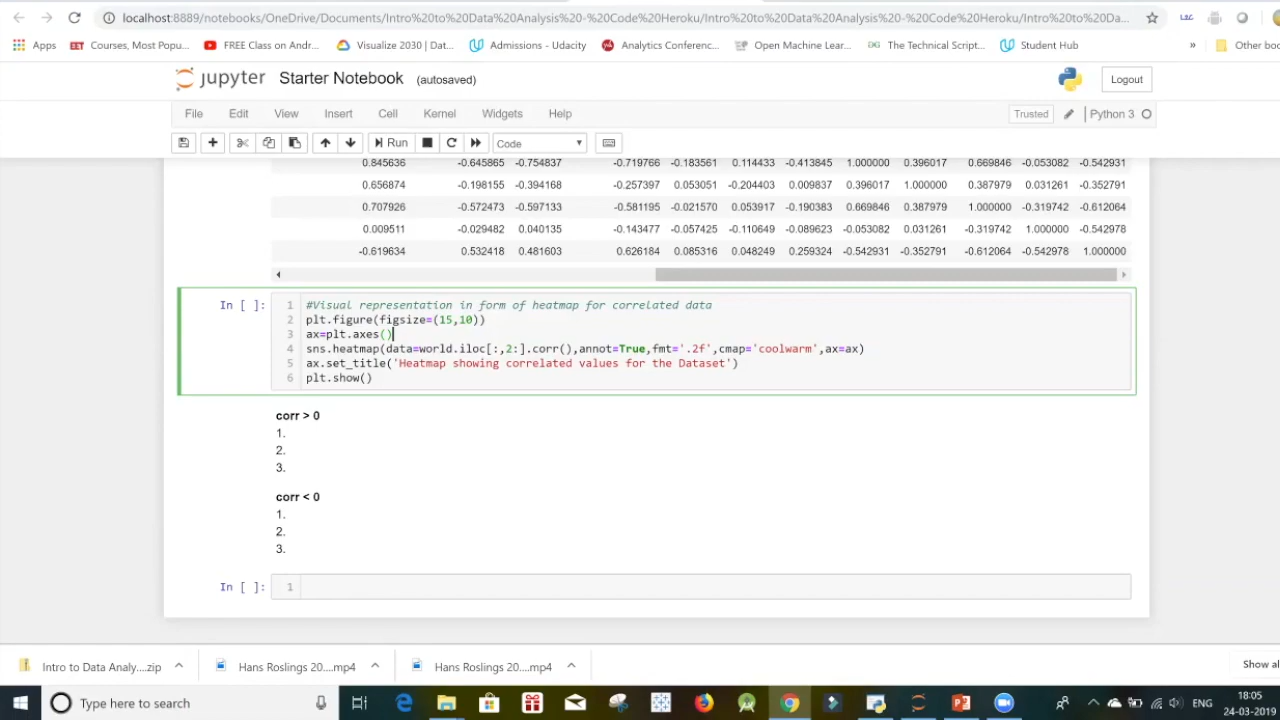 localhost:8889/notebooks/OneDrive/Documents/Intro%20to%20Data%20Analysis%20-%20Code%20Heroku/Intro%20to%20Data%20Analysis%20-%20Code%20Heroku/Intro%20to%20Da...
Apps Courses, Most Popu... FREE Class on Andr... Visualize 2030 | Dat... Admissions - Udacity Analytics Conferenc... Open Machine Lear... The Technical Script... Student Hub » Other boo
jupyter Starter Notebook (autosaved) Logout
File Edit View Insert Cell Kernel Widgets Help Trusted Python 3
Run Code
0.845636 -0.645865 -0.754837 -0.719766 -0.183561 0.114433 -0.413845 1.000000 0.396017 0.669846 -0.053082 -0.542931
0.656874 -0.198155 -0.394168 -0.257397 0.053051 -0.204403 0.009837 0.396017 1.000000 0.387979 0.031261 -0.352791
0.707926 -0.572473 -0.597133 -0.581195 -0.021570 0.053917 -0.190383 0.669846 0.387979 1.000000 -0.319742 -0.612064
0.009511 -0.029482 0.040135 -0.143477 -0.057425 -0.110649 -0.089623 -0.053082 0.031261 -0.319742 1.000000 -0.542978
-0.619634 0.532418 0.481603 0.626184 0.085316 0.048249 0.259324 -0.542931 -0.352791 -0.612064 -0.542978 1.000000
In [ ]: 1 #Visual representation in form of heatmap for correlated data
2 plt.figure(figsize=(15,10))
3 ax=plt.axes()
4 sns.heatmap(data=world.iloc[:,2:].corr(),annot=True,fmt='.2f',cmap='coolwarm',ax=ax)
5 ax.set_title('Heatmap showing correlated values for the Dataset')
6 plt.show()
corr > 0
1.
2.
3.
corr < 0
1.
2.
3.
In [ ]: 1
Intro to Data Analy....zip Hans Roslings 20....mp4 Hans Roslings 20....mp4 Show al
Type here to search ENG 18:05
24-03-2019